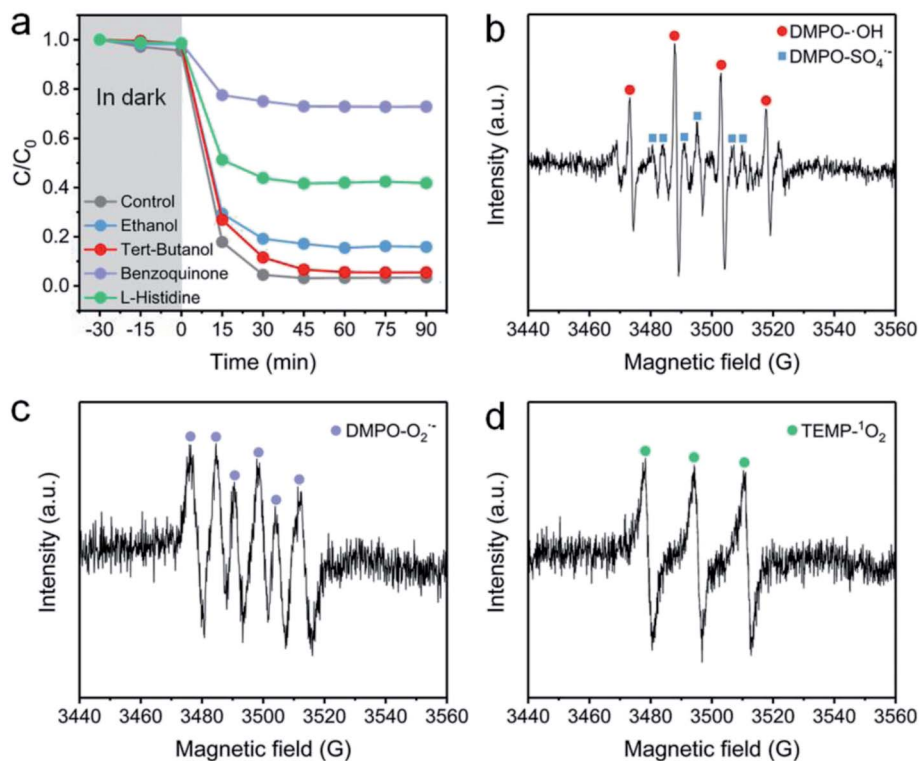 a
1.0
0.8
0.6
0.4
0.2
0.0
C/C₀
In dark
Control
Ethanol
Tert-Butanol
Benzoquinone
L-Histidine
-30 -15 0 15 30 45 60 75 90
Time (min)
b
DMPO-·OH
DMPO-SO₄·⁻
Intensity (a.u.)
3440 3460 3480 3500 3520 3540 3560
Magnetic field (G)
c
DMPO-O₂·⁻
Intensity (a.u.)
3440 3460 3480 3500 3520 3540 3560
Magnetic field (G)
d
TEMP-¹O₂
Intensity (a.u.)
3440 3460 3480 3500 3520 3540 3560
Magnetic field (G)